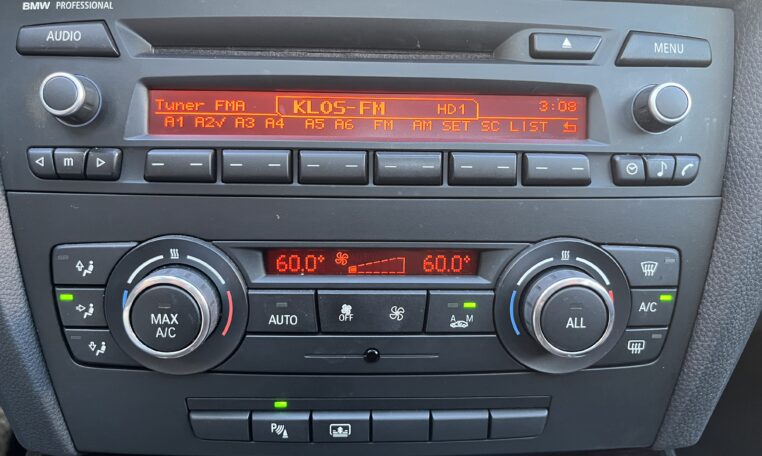 BMW PROFESSIONAL
AUDIO
MENU
Tuner FMA KLOS-FM HD1 3:08
A1 A2✓ A3 A4 A5 A6 FM AM SET SC LIST
m
60.0° 60.0°
MAX A/C
AUTO
OFF
D
A M
ALL
A/C
P